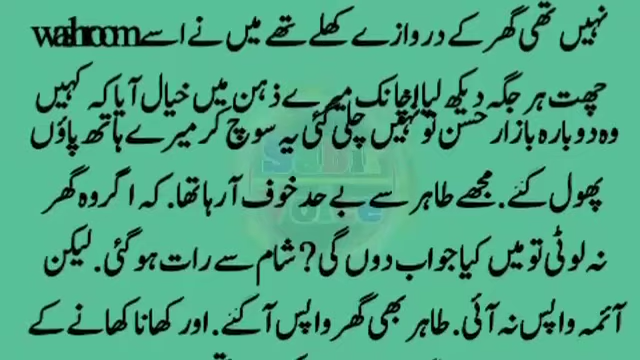 نہیں تھی گھر کے دروازے کھلے تھے میں نے اسے washroom
چھت ہر جگہ دیکھ لیا اچانک میرے ذہن میں خیال آیا کہ کہیں
وہ دوبارہ بازار حسن تو نہیں چلی گئی یہ سوچ کر میرے ہاتھ پاؤں
پھول گئے. مجھے طاہر سے بے حد خوف آ رہا تھا. کہ اگر وہ گھر
نہ لوٹی تو میں کیا جواب دوں گی? شام سے رات ہو گئی. لیکن
آئمہ واپس نہ آئی. طاہر بھی گھر واپس آ گئے. اور کھانا کھانے کے